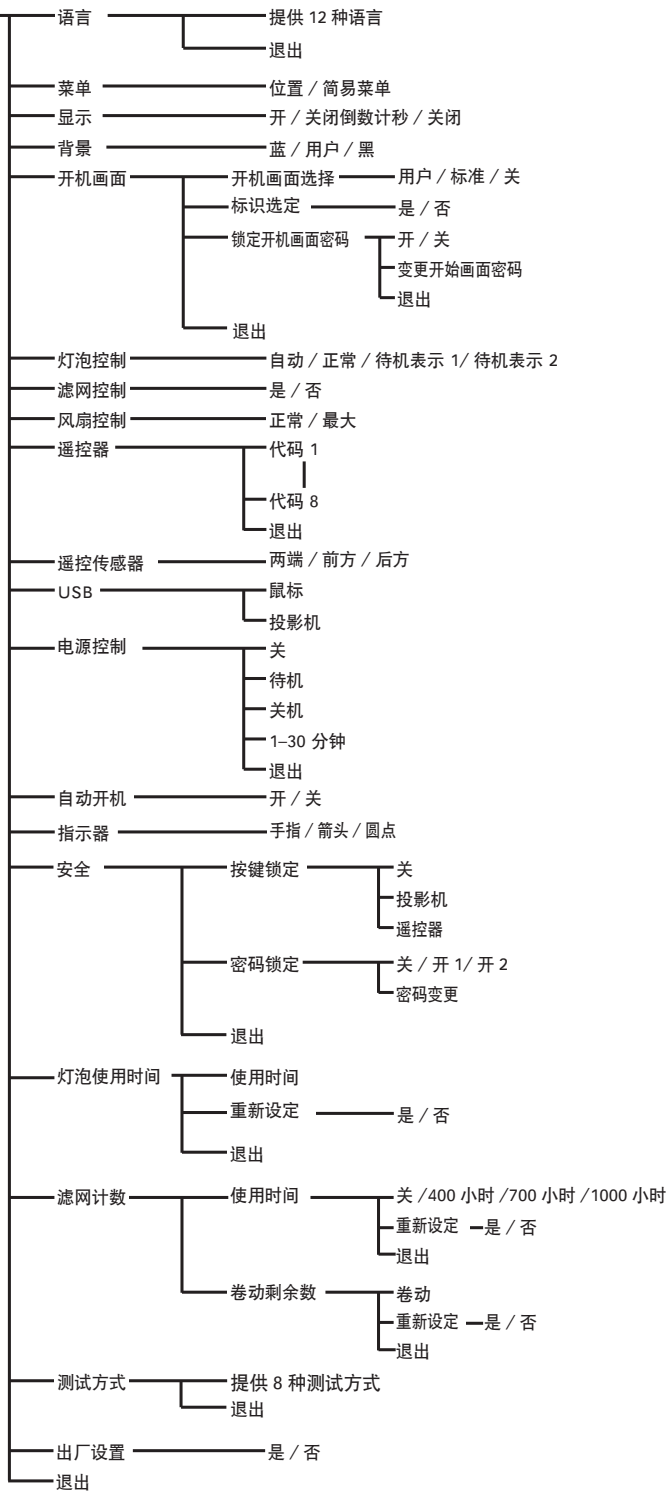 语言 提供 12 种语言
退出
菜单 位置 / 简易菜单
显示 开 / 关闭倒数计秒 / 关闭
背景 蓝 / 用户 / 黑
开机画面 开机画面选择 用户 / 标准 / 关
标识选定 是 / 否
锁定开机画面密码 开 / 关
变更开始画面密码
退出
退出
灯泡控制 自动 / 正常 / 待机表示 1/ 待机表示 2
滤网控制 是 / 否
风扇控制 正常 / 最大
遥控器 代码 1
代码 8
退出
遥控传感器 两端 / 前方 / 后方
USB 鼠标
投影机
电源控制 关
待机
关机
1–30 分钟
退出
自动开机 开 / 关
指示器 手指 / 箭头 / 圆点
安全 按键锁定 关
投影机
遥控器
密码锁定 关 / 开 1/ 开 2
密码变更
退出
灯泡使用时间 使用时间
重新设定 是 / 否
退出
滤网计数 使用时间 关 /400 小时 /700 小时 /1000 小时
重新设定 是 / 否
退出
卷动剩余数 卷动
重新设定 是 / 否
退出
测试方式 提供 8 种测试方式
退出
出厂设置 是 / 否
退出